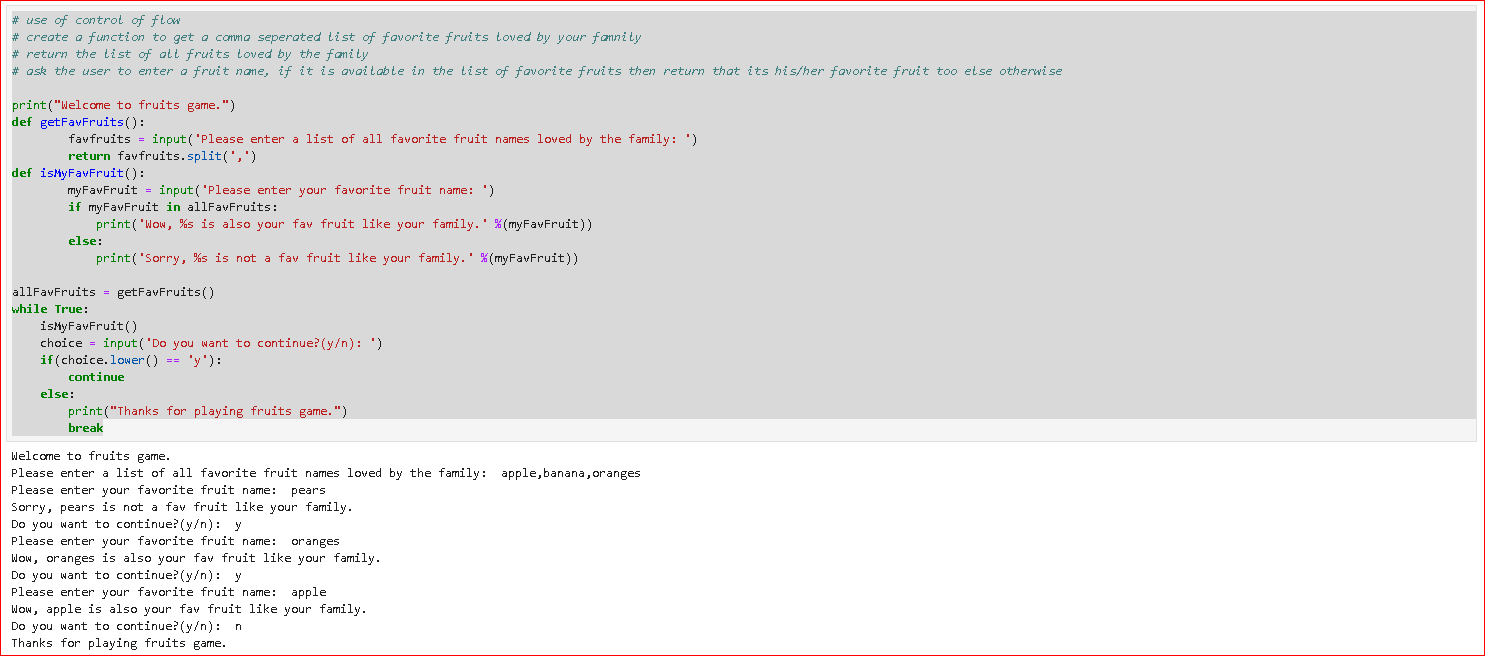 # use of control of flow
# create a function to get a comma seperated list of favorite fruits loved by your famnily
# return the list of all fruits loved by the family
# ask the user to enter a fruit name, if it is available in the list of favorite fruits then return that its his/her favorite fruit too else otherwise

print("Welcome to fruits game.")
def getFavFruits():
        favfruits = input('Please enter a list of all favorite fruit names loved by the family: ')
        return favfruits.split(',')
def isMyFavFruit():
        myFavFruit = input('Please enter your favorite fruit name: ')
        if myFavFruit in allFavFruits:
            print('Wow, %s is also your fav fruit like your family.' %(myFavFruit))
        else:
            print('Sorry, %s is not a fav fruit like your family.' %(myFavFruit))

allFavFruits = getFavFruits()
while True:
    isMyFavFruit()
    choice = input('Do you want to continue?(y/n): ')
    if(choice.lower() == 'y'):
        continue
    else:
        print("Thanks for playing fruits game.")
        break
Welcome to fruits game.
Please enter a list of all favorite fruit names loved by the family:  apple,banana,oranges
Please enter your favorite fruit name:  pears
Sorry, pears is not a fav fruit like your family.
Do you want to continue?(y/n):  y
Please enter your favorite fruit name:  oranges
Wow, oranges is also your fav fruit like your family.
Do you want to continue?(y/n):  y
Please enter your favorite fruit name:  apple
Wow, apple is also your fav fruit like your family.
Do you want to continue?(y/n):  n
Thanks for playing fruits game.